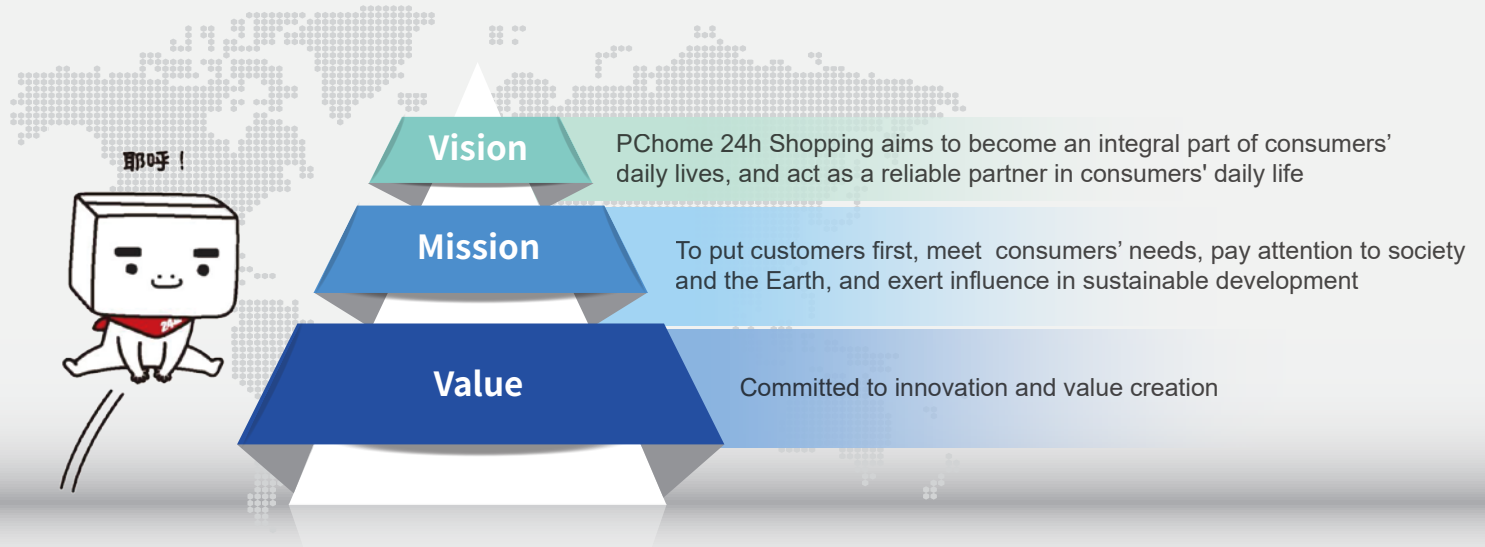 耶呼！
Vision
PChome 24h Shopping aims to become an integral part of consumers’
daily lives, and act as a reliable partner in consumers' daily life
Mission
To put customers first, meet  consumers’ needs, pay attention to society
and the Earth, and exert influence in sustainable development
Value
Committed to innovation and value creation